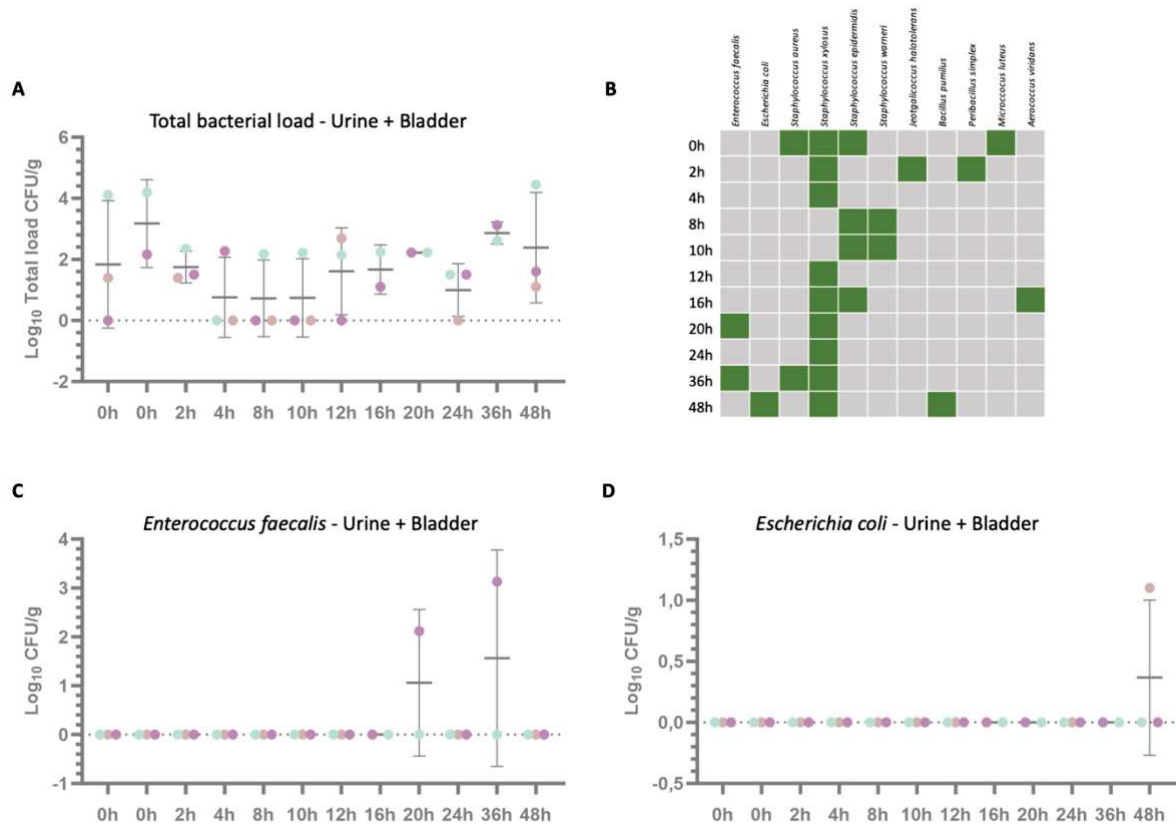 A
Total bacterial load - Urine + Bladder
Log10 Total load CFU/g
6
4
2
0
-2
0h 0h 2h 4h 8h 10h 12h 16h 20h 24h 36h 48h
B
Enterococcus faecalis
Escherichia coli
Staphylococcus aureus
Staphylococcus xylosus
Staphylococcus epidermidis
Staphylococcus warneri
Jeotgalicoccus halotolerans
Bacillus pumilus
Peribacillus simplex
Microccocus luteus
Aerococcus viridans
0h
2h
4h
8h
10h
12h
16h
20h
24h
36h
48h
C
Enterococcus faecalis - Urine + Bladder
Log10 CFU/g
4
3
2
1
0
-1
0h 0h 2h 4h 8h 10h 12h 16h 20h 24h 36h 48h
D
Escherichia coli - Urine + Bladder
Log10 CFU/g
1,5
1,0
0,5
0,0
-0,5
0h 0h 2h 4h 8h 10h 12h 16h 20h 24h 36h 48h